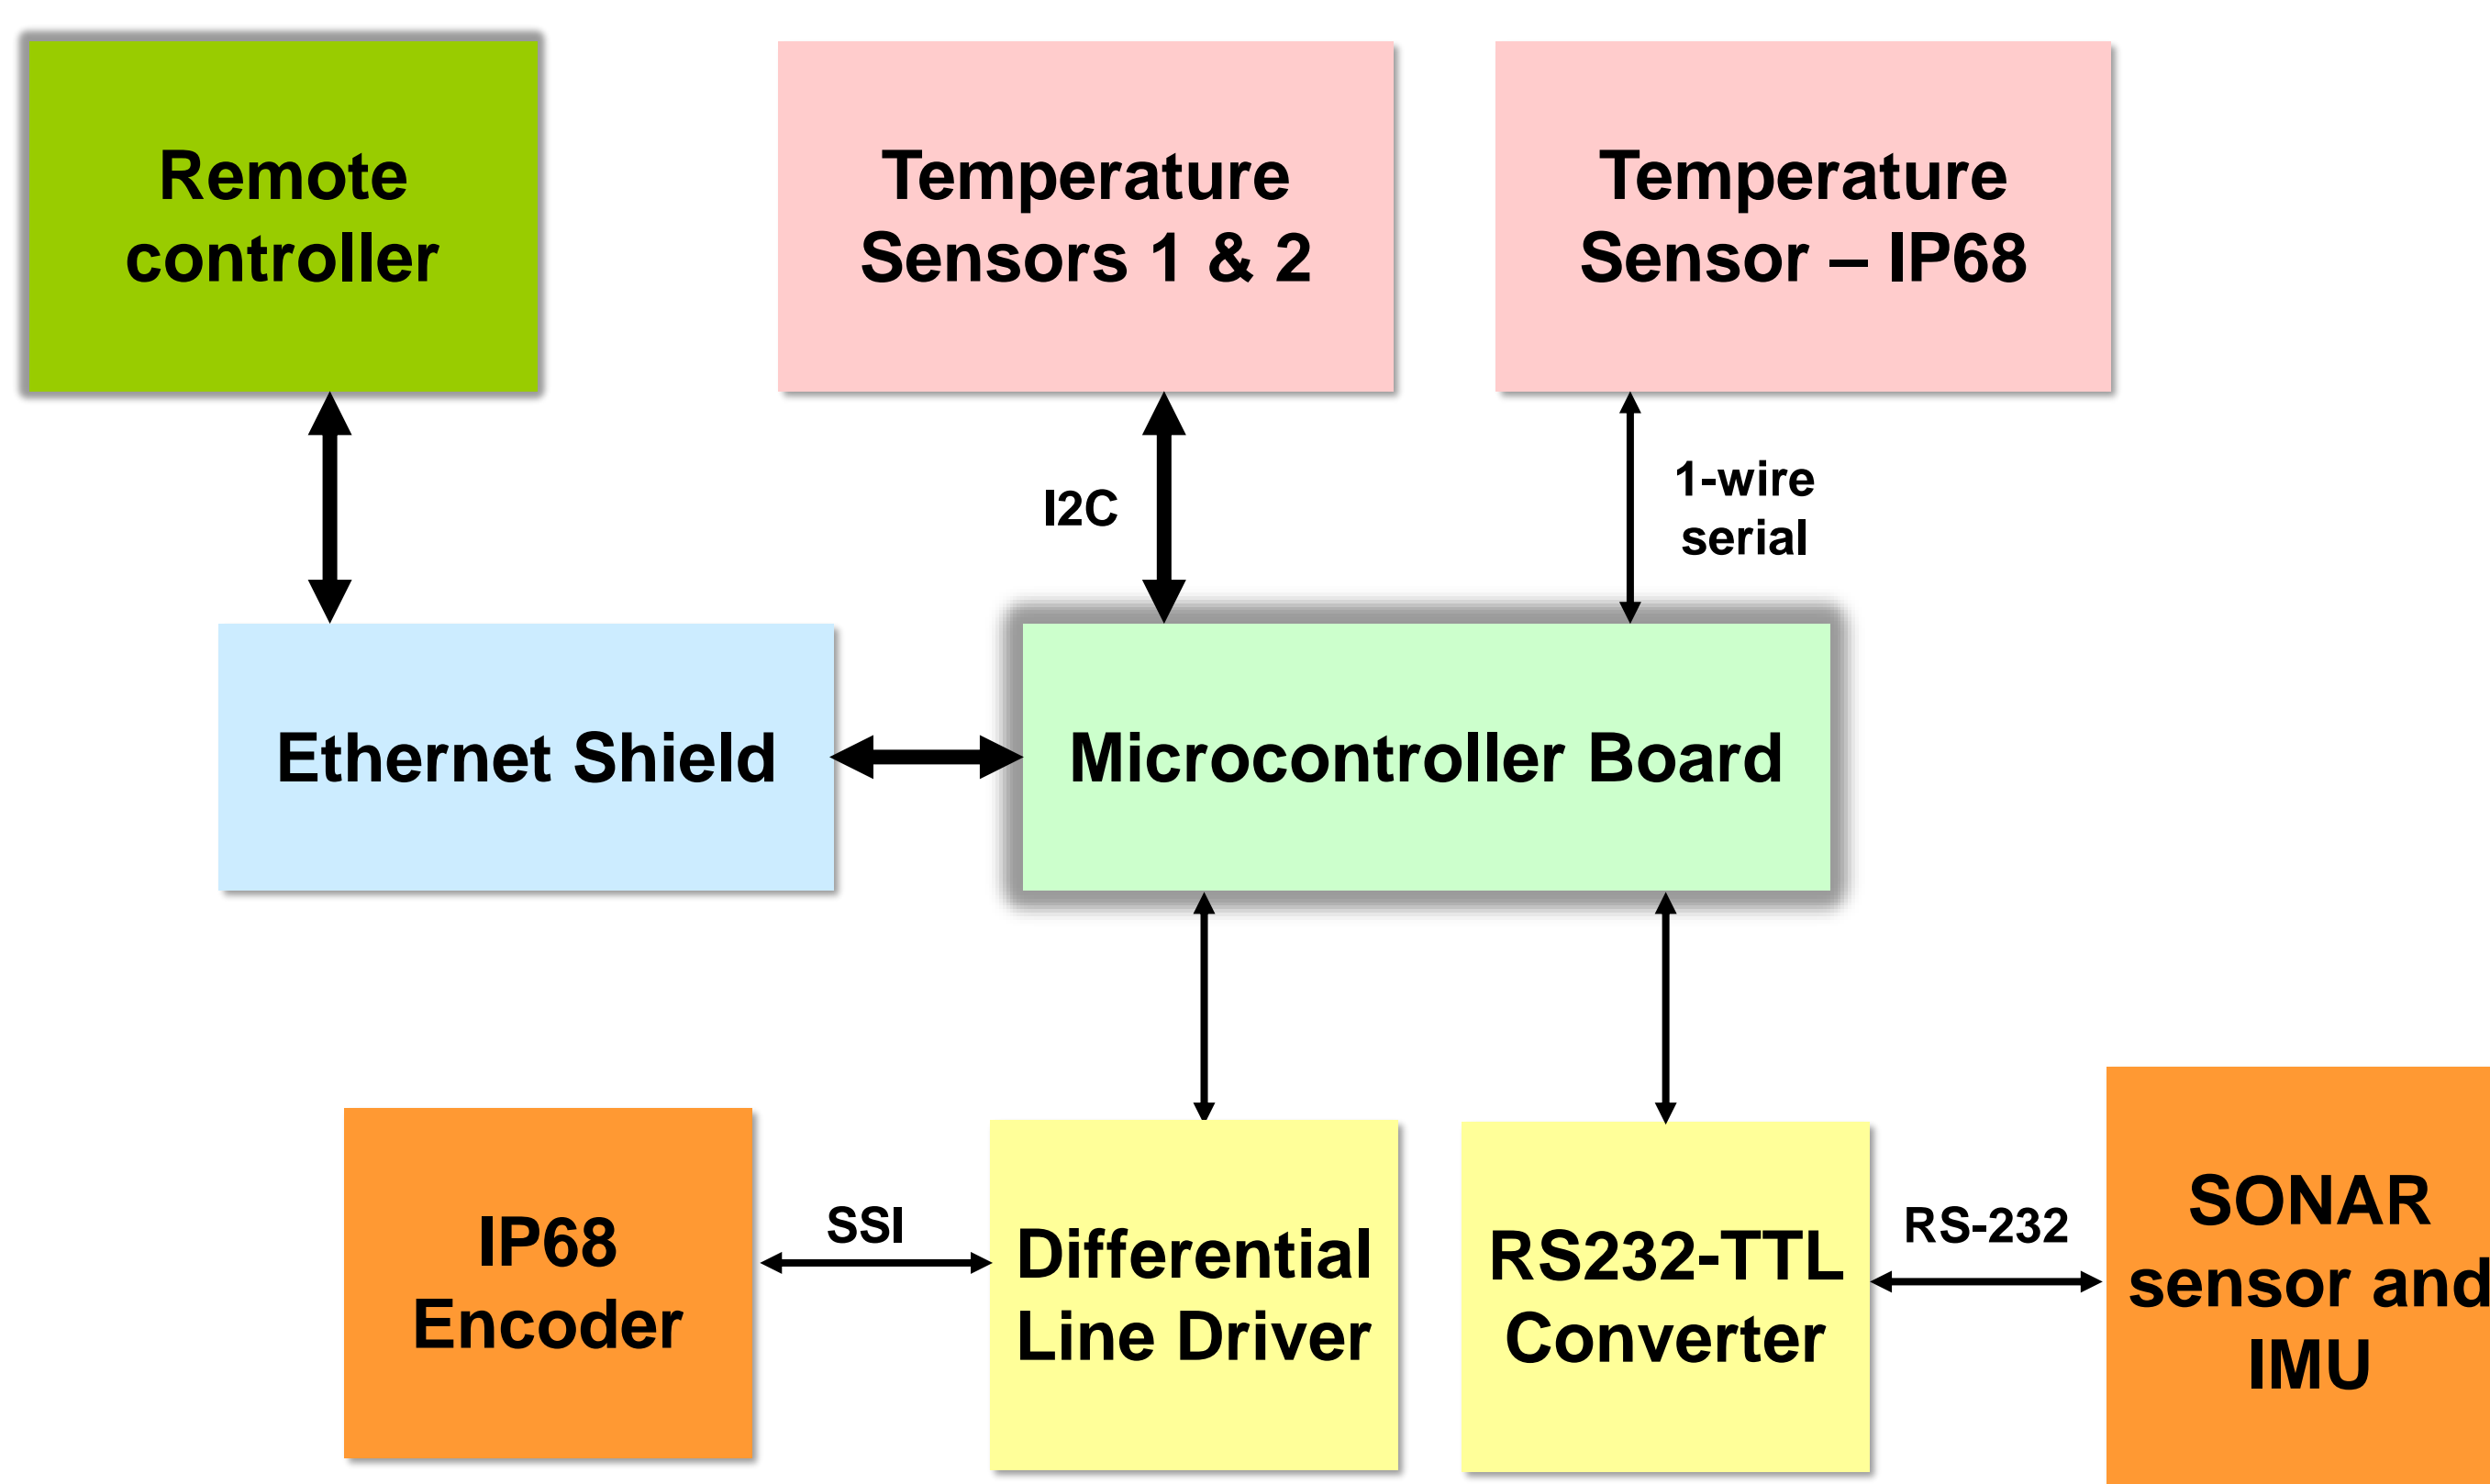 Remote
controller
Temperature
Sensors 1 & 2
Temperature
Sensor – IP68
I2C
1-wire
serial
Ethernet Shield
Microcontroller Board
IP68
Encoder
SSI
Differential
Line Driver
RS232-TTL
Converter
RS-232
SONAR
sensor and
IMU